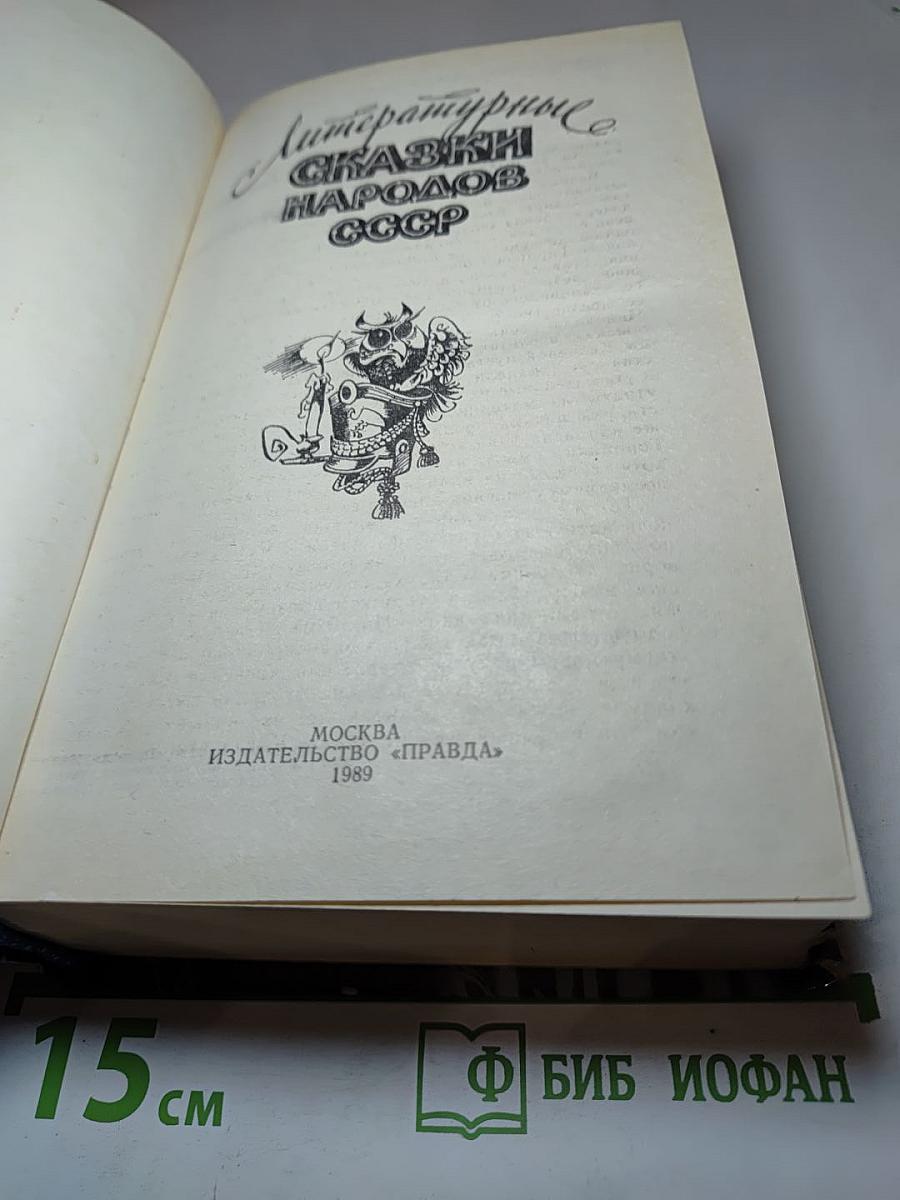 Литературные
СКАЗКИ
НАРОДОВ
СССР
МОСКВА
ИЗДАТЕЛЬСТВО «ПРАВДА»
1989
15 см
Ф БИБ ИОФАН